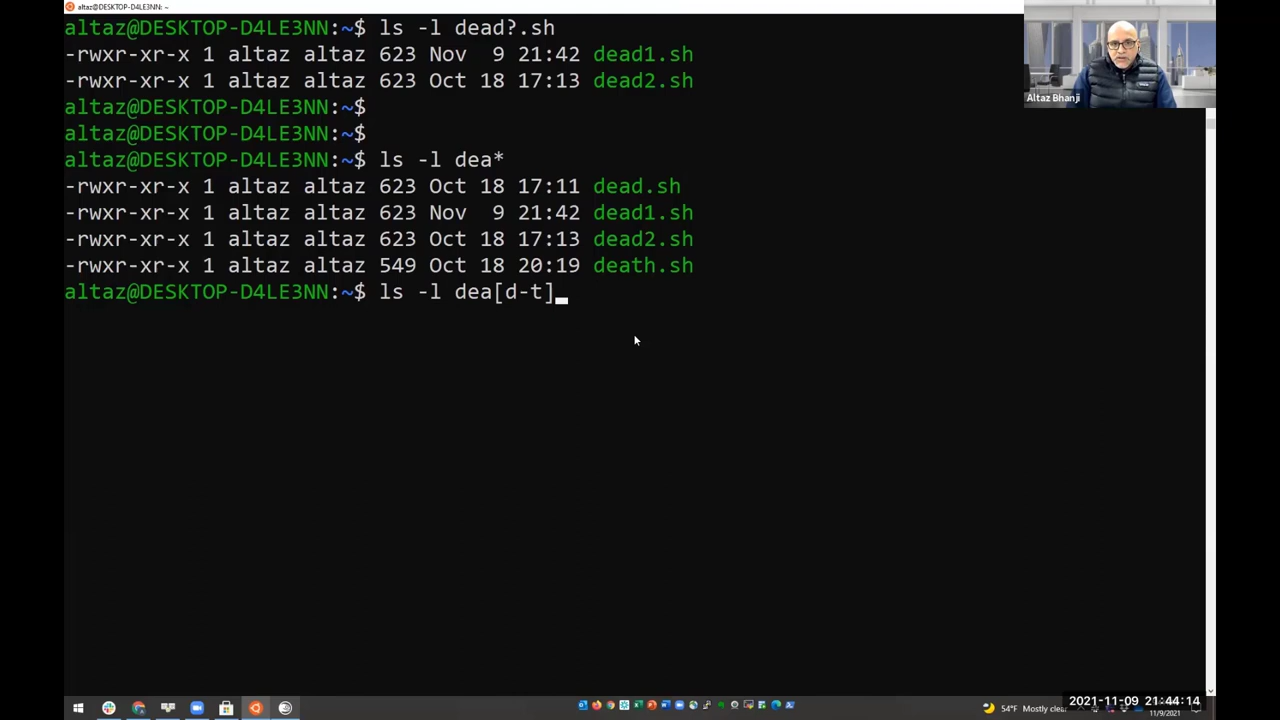 altaz@DESKTOP-D4LE3NN: ~
altaz@DESKTOP-D4LE3NN:~$ ls -l dead?.sh
-rwxr-xr-x 1 altaz altaz 623 Nov  9 21:42 dead1.sh
-rwxr-xr-x 1 altaz altaz 623 Oct 18 17:13 dead2.sh
altaz@DESKTOP-D4LE3NN:~$
altaz@DESKTOP-D4LE3NN:~$
altaz@DESKTOP-D4LE3NN:~$ ls -l dea*
-rwxr-xr-x 1 altaz altaz 623 Oct 18 17:11 dead.sh
-rwxr-xr-x 1 altaz altaz 623 Nov  9 21:42 dead1.sh
-rwxr-xr-x 1 altaz altaz 623 Oct 18 17:13 dead2.sh
-rwxr-xr-x 1 altaz altaz 549 Oct 18 20:19 death.sh
altaz@DESKTOP-D4LE3NN:~$ ls -l dea[d-t]
Altaz Bhanji
54°F Mostly clear
2021-11-09 21:44:14
11/9/2021